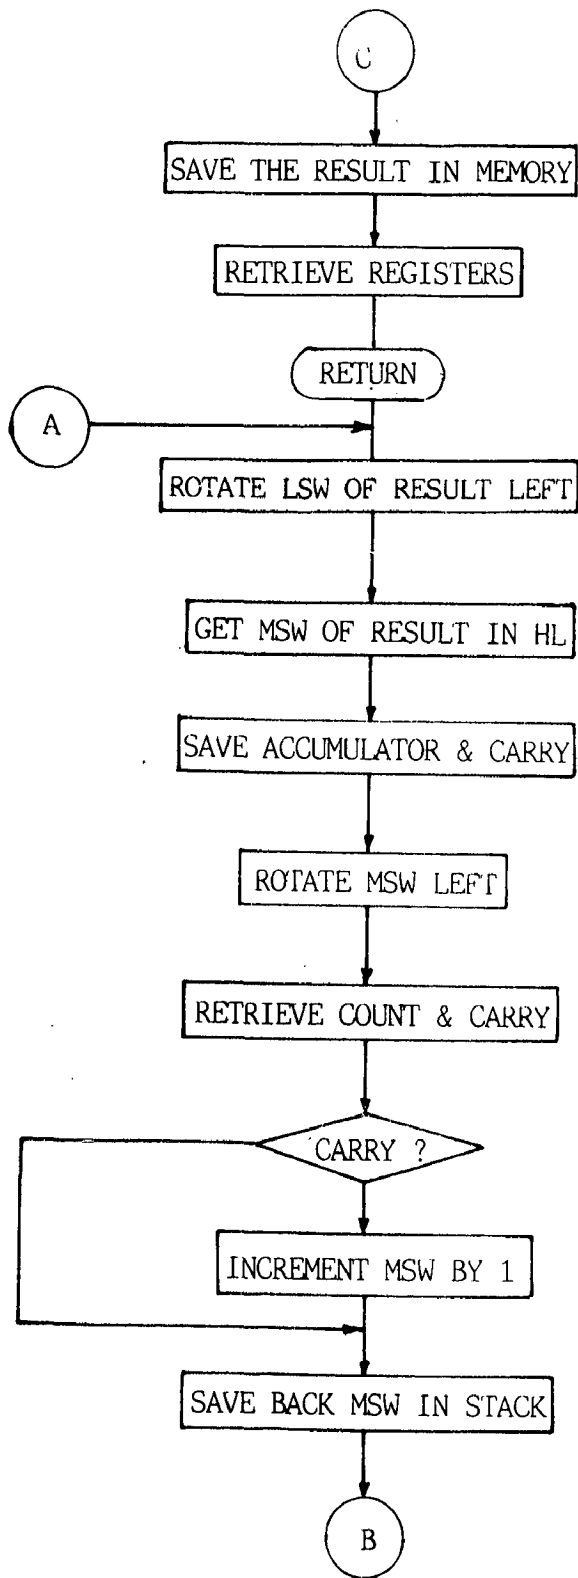 C
SAVE THE RESULT IN MEMORY
RETRIEVE REGISTERS
RETURN
A
ROTATE LSW OF RESULT LEFT
GET MSW OF RESULT IN HL
SAVE ACCUMULATOR & CARRY
ROTATE MSW LEFT
RETRIEVE COUNT & CARRY
CARRY ?
INCREMENT MSW BY 1
SAVE BACK MSW IN STACK
B